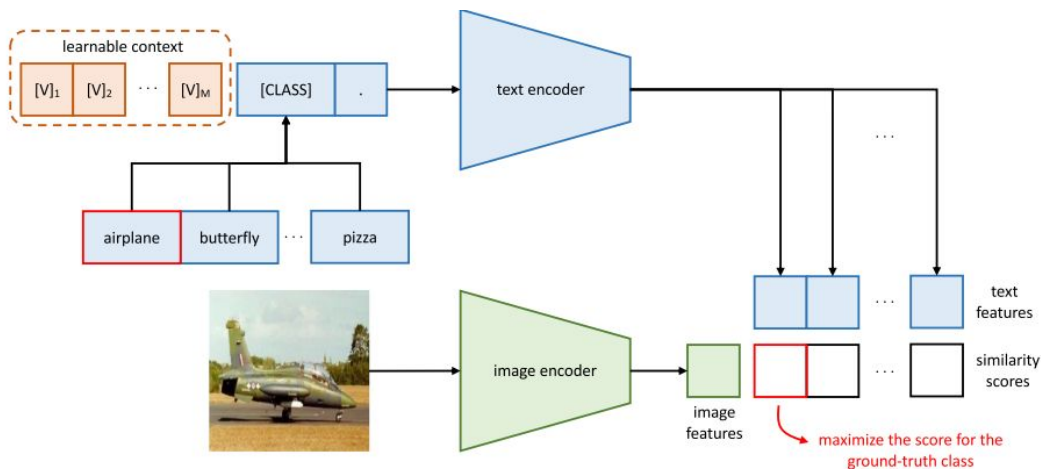 learnable context
[V]₁ [V]₂ ... [V]ₘ [CLASS] .
text encoder
...
airplane butterfly ... pizza
... text
features
image encoder
... similarity
scores
image
features
maximize the score for the
ground-truth class